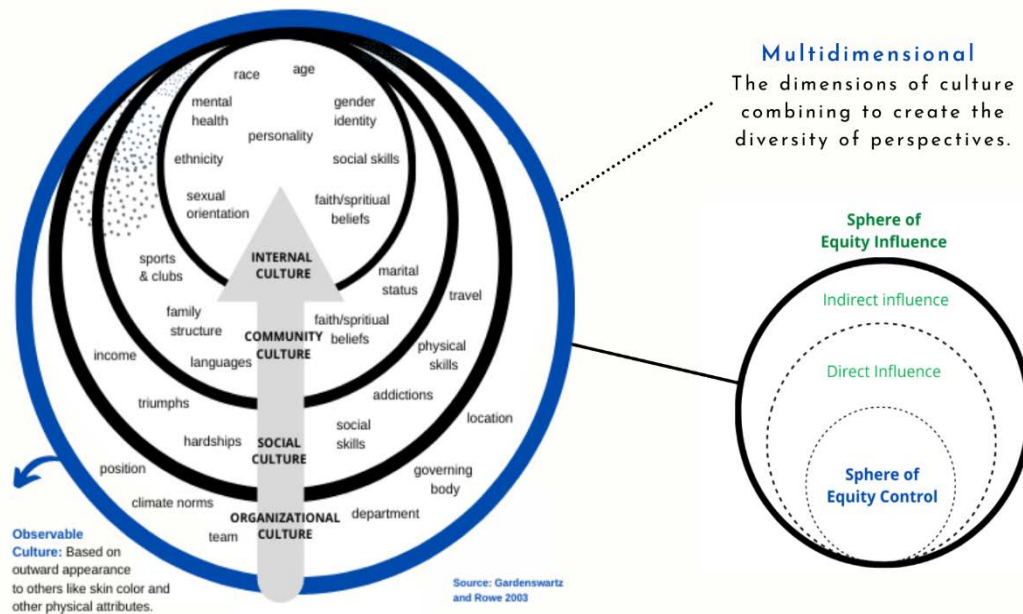 race
age
mental
health
gender
identity
personality
ethnicity
social skills
sexual
orientation
faith/spritiual
beliefs
INTERNAL
CULTURE
sports
& clubs
marital
status
travel
family
structure
faith/spritiual
beliefs
COMMUNITY
CULTURE
languages
income
physical
skills
addictions
triumphs
location
hardships
social
skills
SOCIAL
CULTURE
position
governing
body
climate norms
department
ORGANIZATIONAL
CULTURE
team
Observable
Culture: Based on
outward appearance
to others like skin color and
other physical attributes.
Source: Gardenswartz
and Rowe 2003
Multidimensional
The dimensions of culture
combining to create the
diversity of perspectives.
Sphere of
Equity Influence
Indirect influence
Direct Influence
Sphere of
Equity Control